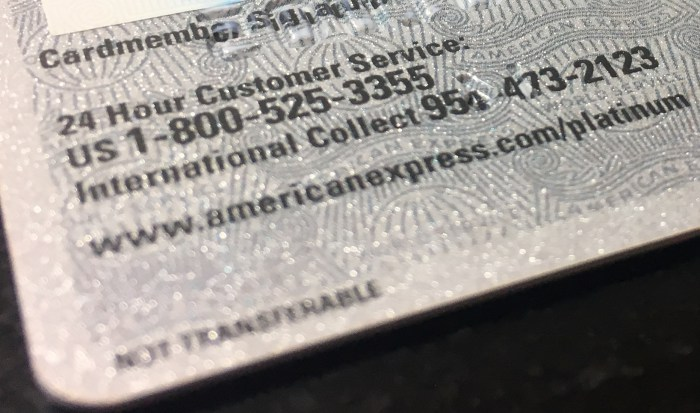 Cardmember Signature
24 Hour Customer Service:
US 1-800-525-3355
International Collect 954-473-2123
www.americanexpress.com/platinum
NOT TRANSFERABLE